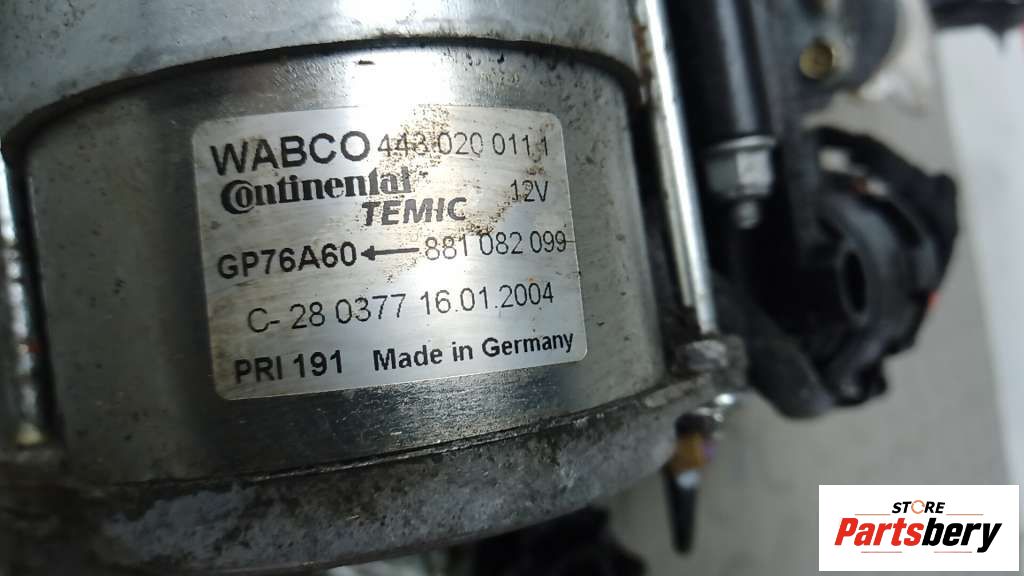 WABCO 443 020 011 1
Continental 12V
TEMIC
GP76A60 ← 881 082 099
C- 28 0377 16.01.2004
PRI 191 Made in Germany
STORE
Partsbery